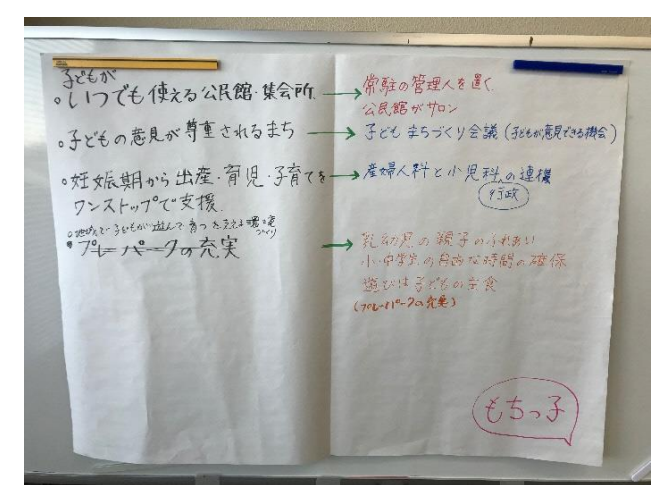 子どもが
・いつでも使える公民館・集会所 → 常駐の管理人を置く
公民館がサロン
・子どもの意見が尊重されるまち → 子どもまちづくり会議(子どもが意見できる機会)
・妊娠期から出産・育児・子育てを → 産婦人科と小児科の連携
ワンストップで支援 行政
・地域で子どもが遊んで育つを支える環境づくり
・プレーパークの充実 → 乳幼児の親子のふれあい
小・中学生の自由な時間の確保
遊びは子どもの主食
(プレーパークの充実)
もちっ子